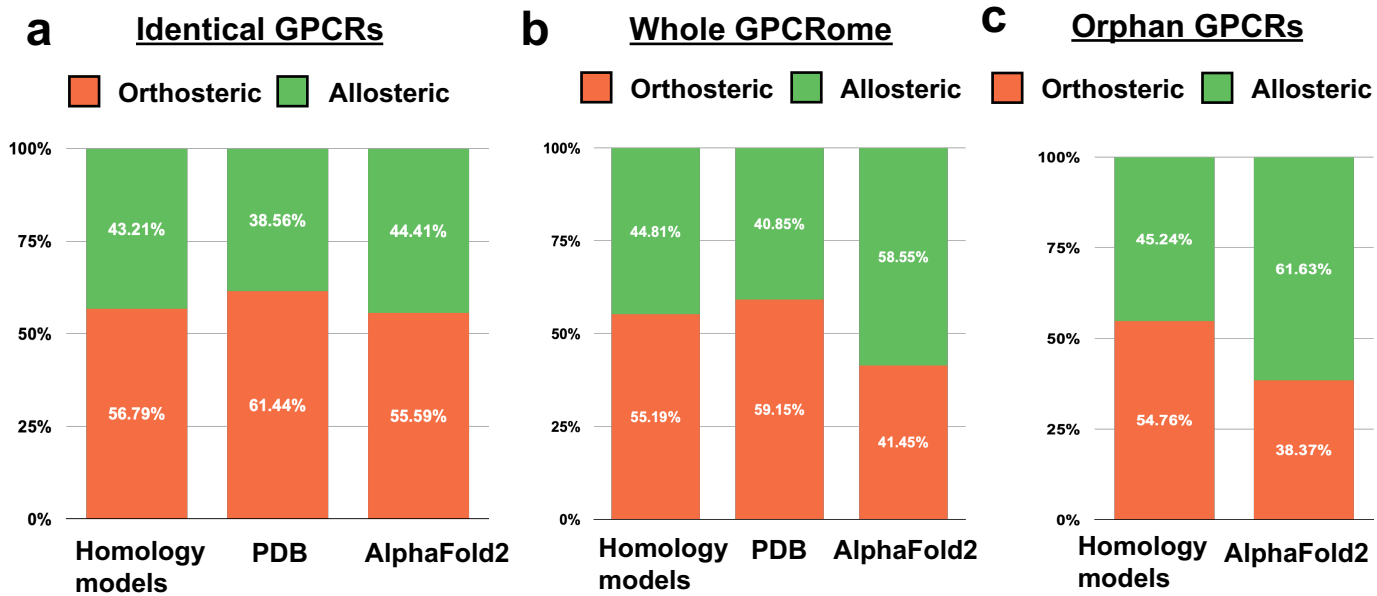 a
Identical GPCRs
Orthosteric
Allosteric
100%
75%
50%
25%
0%
43.21%
38.56%
44.41%
56.79%
61.44%
55.59%
Homology
models
PDB
AlphaFold2
b
Whole GPCRome
Orthosteric
Allosteric
100%
75%
50%
25%
0%
44.81%
40.85%
58.55%
55.19%
59.15%
41.45%
Homology
models
PDB
AlphaFold2
c
Orphan GPCRs
Orthosteric
Allosteric
100%
75%
50%
25%
0%
45.24%
61.63%
54.76%
38.37%
Homology
models
AlphaFold2